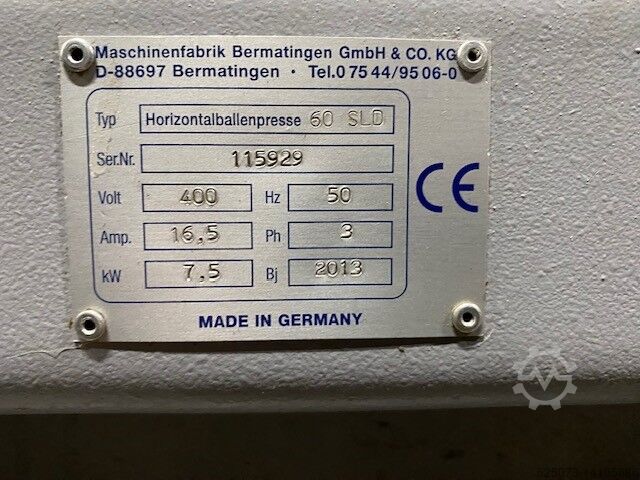 Maschinenfabrik Bermatingen GmbH & CO. KG
D-88697 Bermatingen · Tel.0 75 44/95 06-0
Typ Horizontalballenpresse 60 SLD
Ser.Nr. 115929
Volt 400 Hz 50
Amp. 16,5 Ph 3
kW 7,5 Bj 2013
CE
MADE IN GERMANY